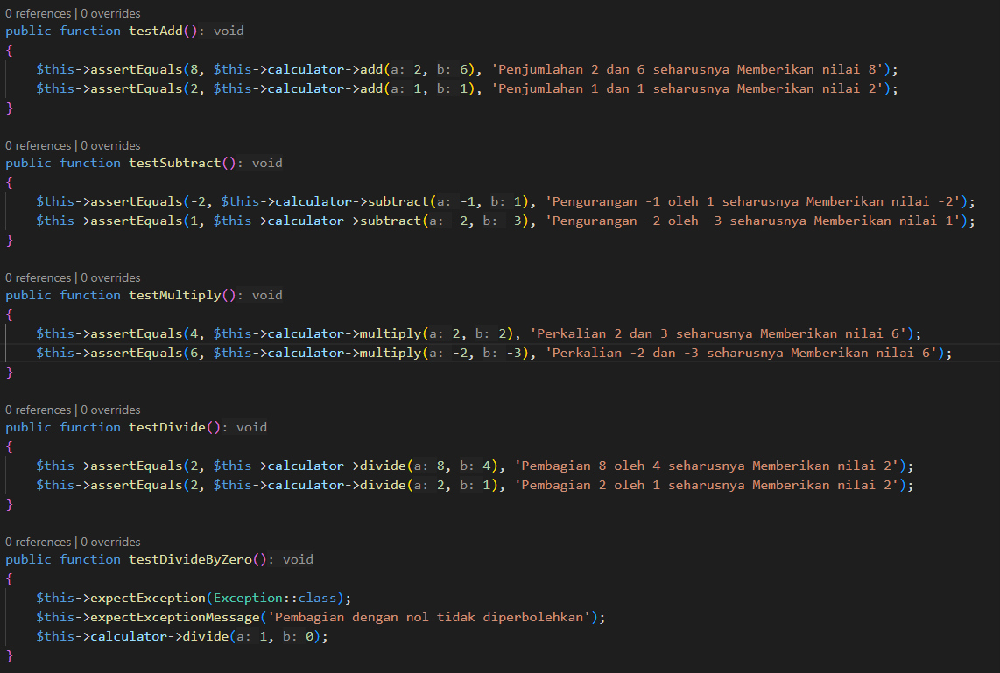 0 references | 0 overrides
public function testAdd(): void
{
$this->assertEquals(8, $this->calculator->add(a: 2, b: 6), 'Penjumlahan 2 dan 6 seharusnya Memberikan nilai 8');
$this->assertEquals(2, $this->calculator->add(a: 1, b: 1), 'Penjumlahan 1 dan 1 seharusnya Memberikan nilai 2');
}
0 references | 0 overrides
public function testSubtract(): void
{
$this->assertEquals(-2, $this->calculator->subtract(a: -1, b: 1), 'Pengurangan -1 oleh 1 seharusnya Memberikan nilai -2');
$this->assertEquals(1, $this->calculator->subtract(a: -2, b: -3), 'Pengurangan -2 oleh -3 seharusnya Memberikan nilai 1');
}
0 references | 0 overrides
public function testMultiply(): void
{
$this->assertEquals(4, $this->calculator->multiply(a: 2, b: 2), 'Perkalian 2 dan 3 seharusnya Memberikan nilai 6');
$this->assertEquals(6, $this->calculator->multiply(a: -2, b: -3), 'Perkalian -2 dan -3 seharusnya Memberikan nilai 6');
}
0 references | 0 overrides
public function testDivide(): void
{
$this->assertEquals(2, $this->calculator->divide(a: 8, b: 4), 'Pembagian 8 oleh 4 seharusnya Memberikan nilai 2');
$this->assertEquals(2, $this->calculator->divide(a: 2, b: 1), 'Pembagian 2 oleh 1 seharusnya Memberikan nilai 2');
}
0 references | 0 overrides
public function testDivideByZero(): void
{
$this->expectException(Exception::class);
$this->expectExceptionMessage('Pembagian dengan nol tidak diperbolehkan');
$this->calculator->divide(a: 1, b: 0);
}